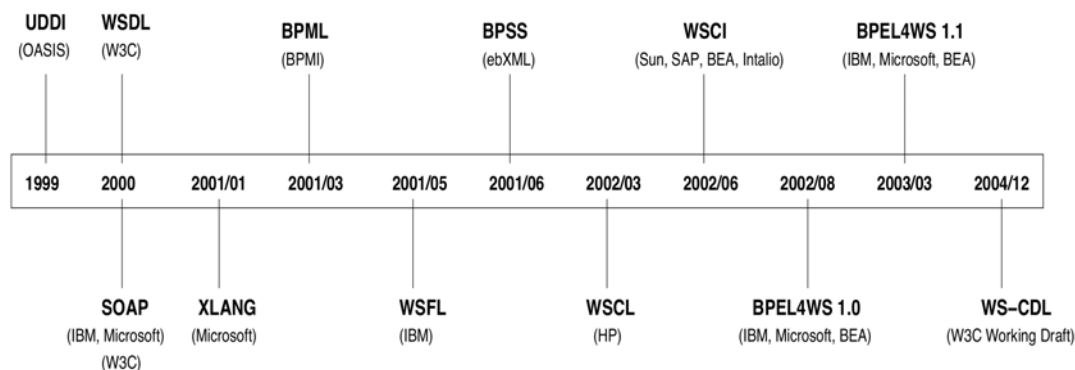 UDDI
(OASIS)
WSDL
(W3C)
BPML
(BPMI)
BPSS
(ebXML)
WSCI
(Sun, SAP, BEA, Intalio)
BPEL4WS 1.1
(IBM, Microsoft, BEA)
1999 2000 2001/01 2001/03 2001/05 2001/06 2002/03 2002/06 2002/08 2003/03 2004/12
SOAP
(IBM, Microsoft)
(W3C)
XLANG
(Microsoft)
WSFL
(IBM)
WSCL
(HP)
BPEL4WS 1.0
(IBM, Microsoft, BEA)
WS–CDL
(W3C Working Draft)